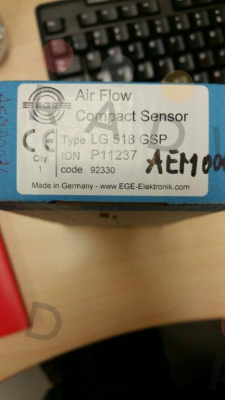 Air Flow
EGE Compact Sensor
CE Type LG 518 GSP
Qty IDN P11237
1 code 92330
Made in Germany - www.EGE-Elektronik.com